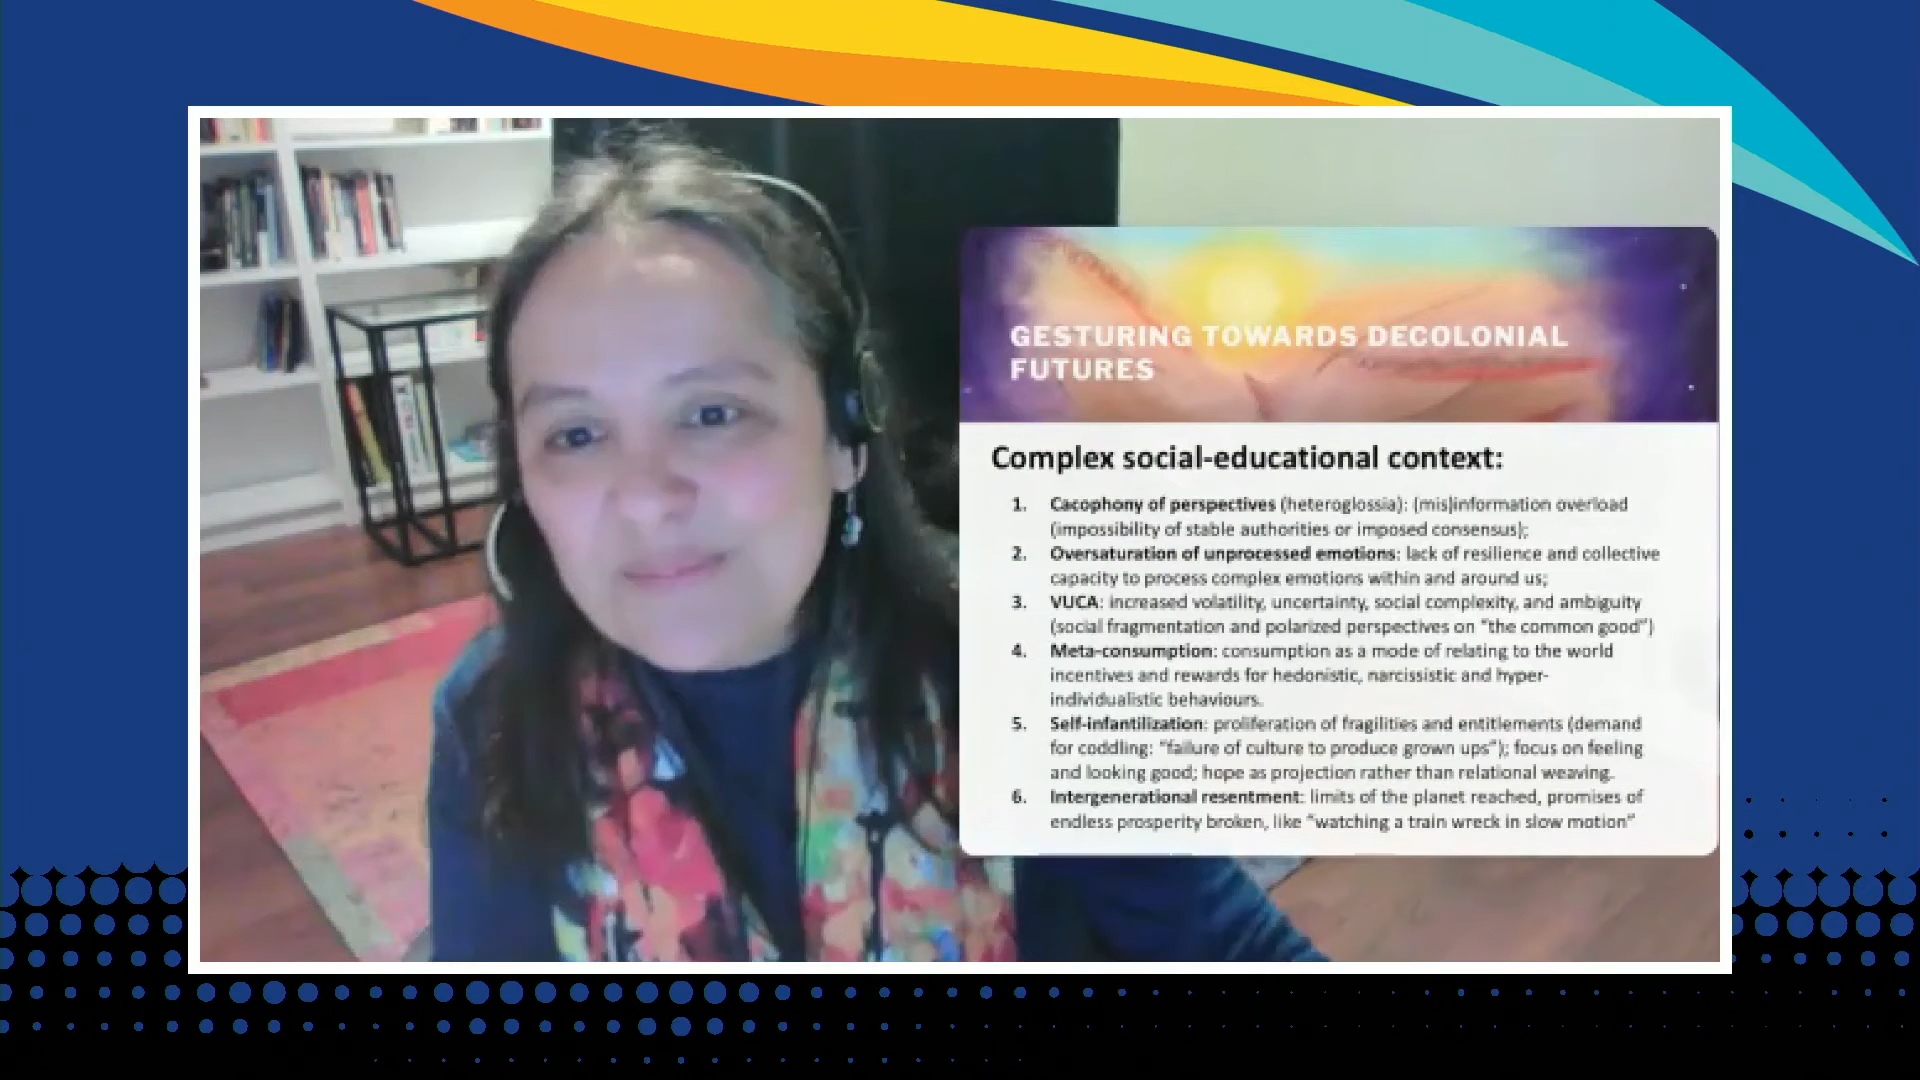 GESTURING TOWARDS DECOLONIAL
FUTURES
Complex social-educational context:
1. Cacophony of perspectives (heteroglossia): (mis)information overload
(impossibility of stable authorities or imposed consensus);
2. Oversaturation of unprocessed emotions: lack of resilience and collective
capacity to process complex emotions within and around us;
3. VUCA: increased volatility, uncertainty, social complexity, and ambiguity
(social fragmentation and polarized perspectives on "the common good")
4. Meta-consumption: consumption as a mode of relating to the world
incentives and rewards for hedonistic, narcissistic and hyper-
individualistic behaviours.
5. Self-infantilization: proliferation of fragilities and entitlements (demand
for coddling: "failure of culture to produce grown ups"); focus on feeling
and looking good; hope as projection rather than relational weaving.
6. Intergenerational resentment: limits of the planet reached, promises of
endless prosperity broken, like "watching a train wreck in slow motion"